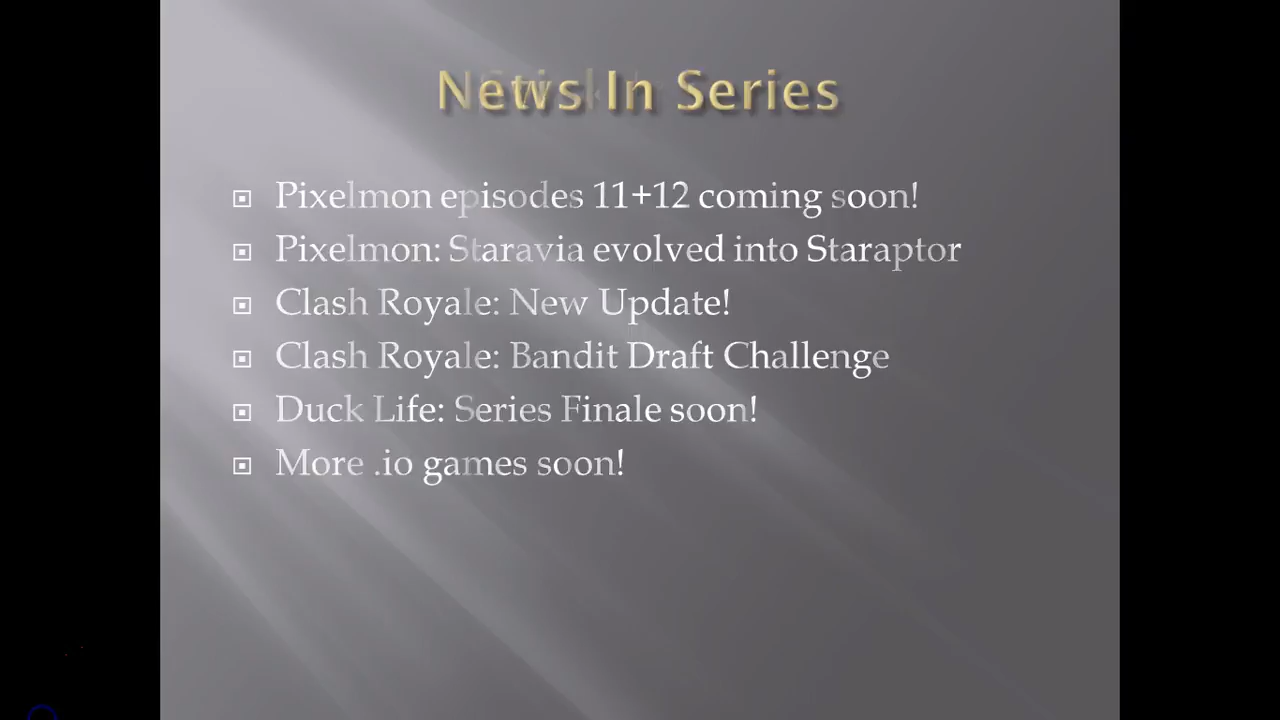 News In Series
Pixelmon episodes 11+12 coming soon!
Pixelmon: Staravia evolved into Staraptor
Clash Royale: New Update!
Clash Royale: Bandit Draft Challenge
Duck Life: Series Finale soon!
More .io games soon!